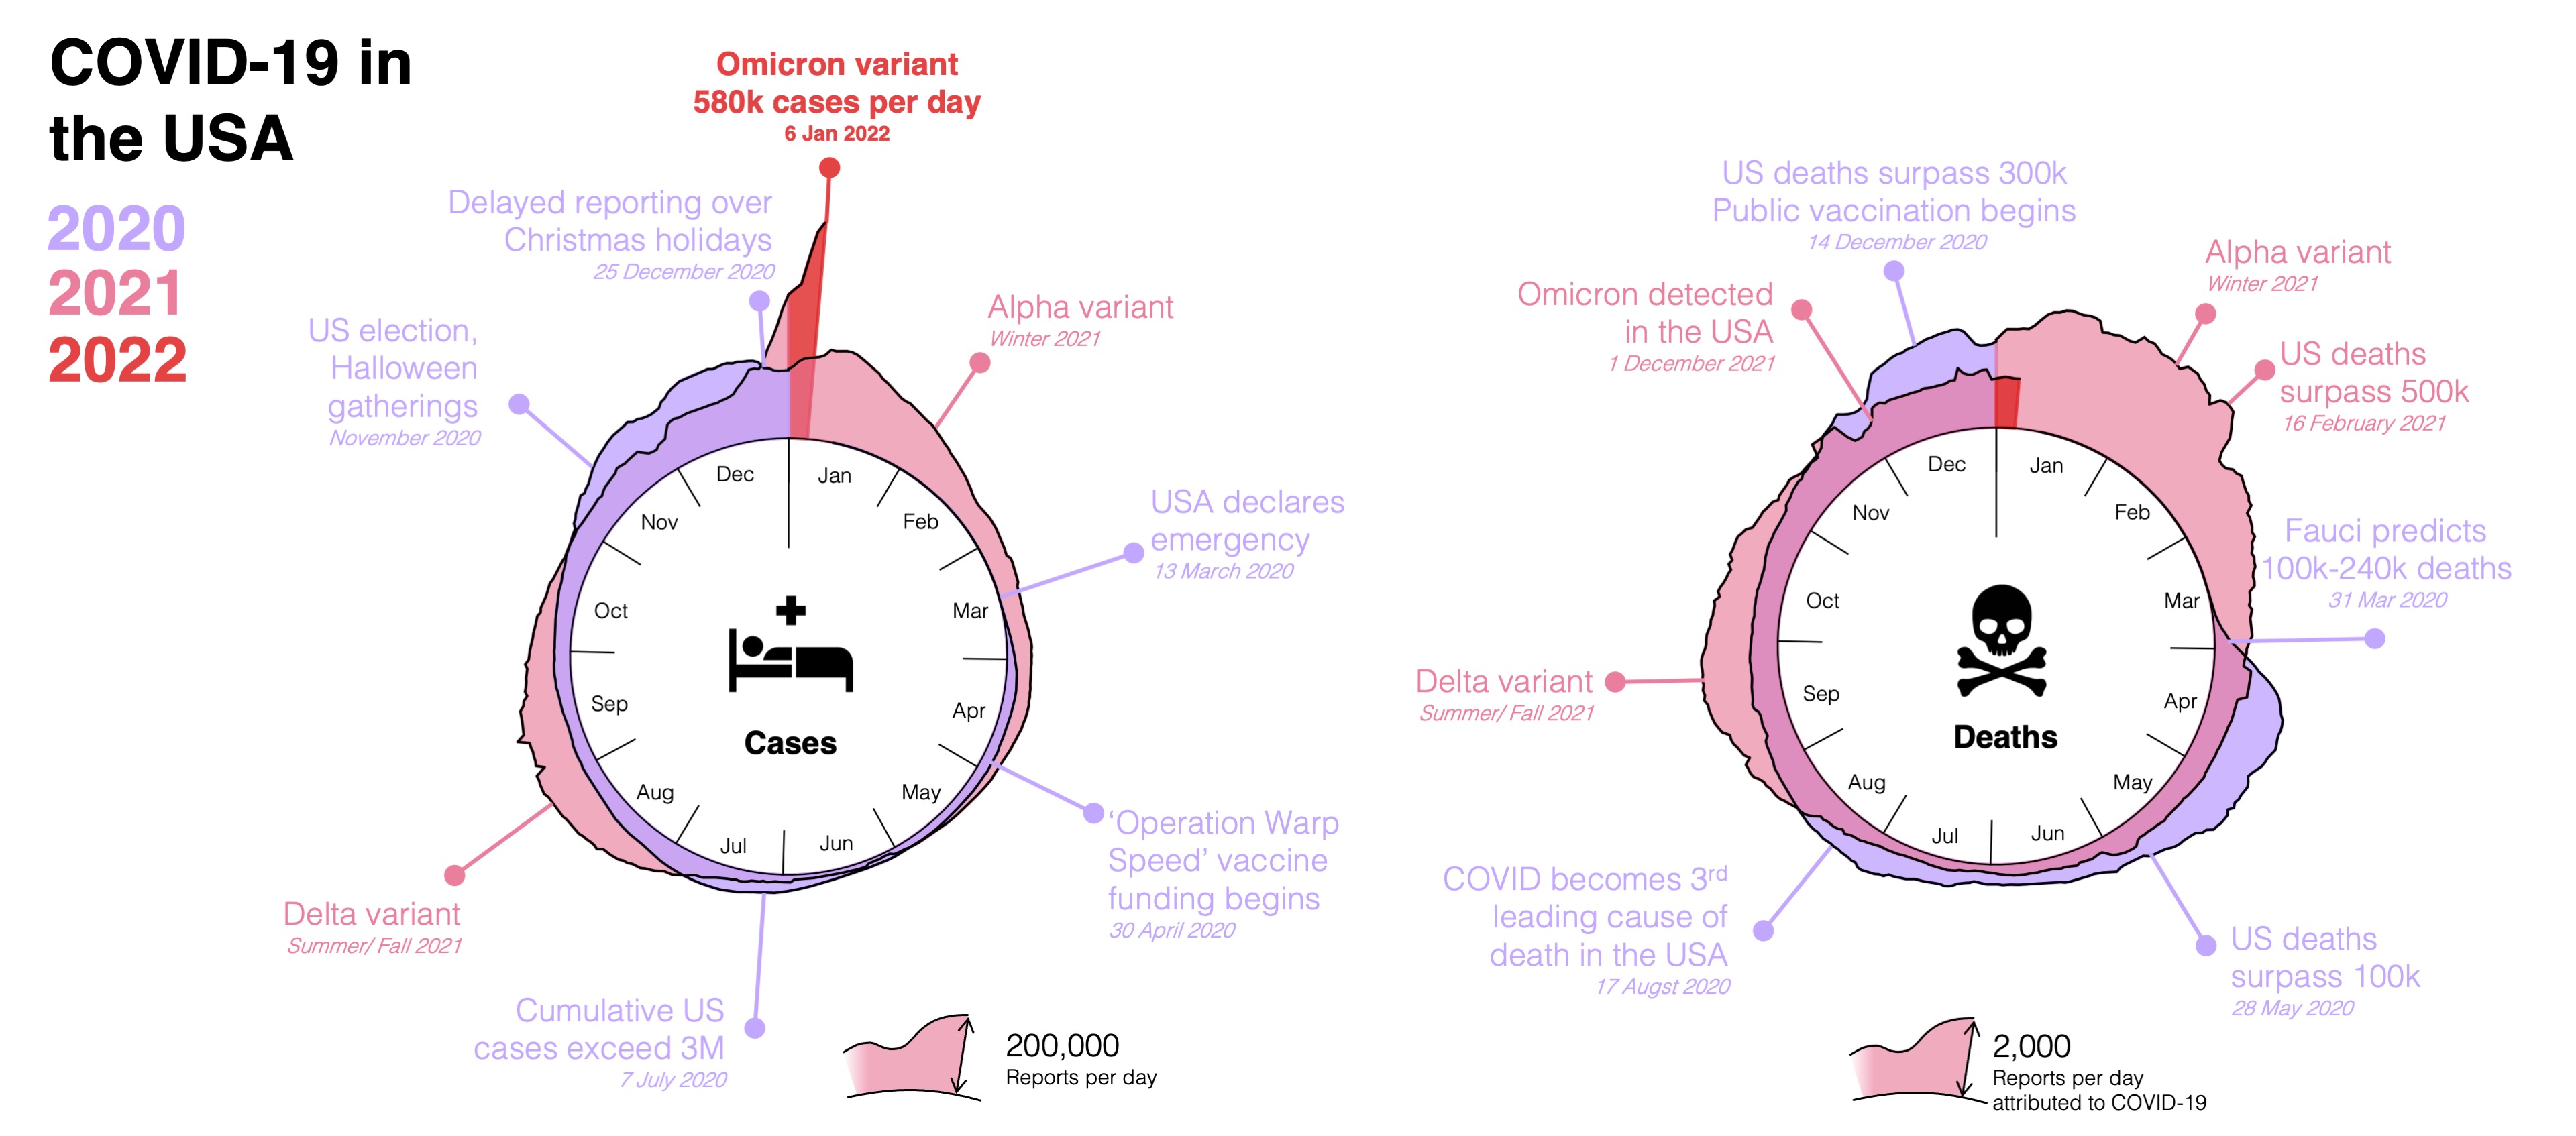 COVID-19 in
the USA
2020
2021
2022
Omicron variant
580k cases per day
6 Jan 2022
Delayed reporting over
Christmas holidays
25 December 2020
US election,
Halloween
gatherings
November 2020
Alpha variant
Winter 2021
USA declares
emergency
13 March 2020
'Operation Warp
Speed' vaccine
funding begins
30 April 2020
Delta variant
Summer/ Fall 2021
Cumulative US
cases exceed 3M
7 July 2020
Jan
Feb
Mar
Apr
May
Jun
Jul
Aug
Sep
Oct
Nov
Dec
Cases
200,000
Reports per day
US deaths surpass 300k
Public vaccination begins
14 December 2020
Omicron detected
in the USA
1 December 2021
Alpha variant
Winter 2021
US deaths
surpass 500k
16 February 2021
Fauci predicts
100k-240k deaths
31 Mar 2020
Delta variant
Summer/ Fall 2021
COVID becomes 3rd
leading cause of
death in the USA
17 Augst 2020
US deaths
surpass 100k
28 May 2020
Jan
Feb
Mar
Apr
May
Jun
Jul
Aug
Sep
Oct
Nov
Dec
Deaths
2,000
Reports per day
attributed to COVID-19